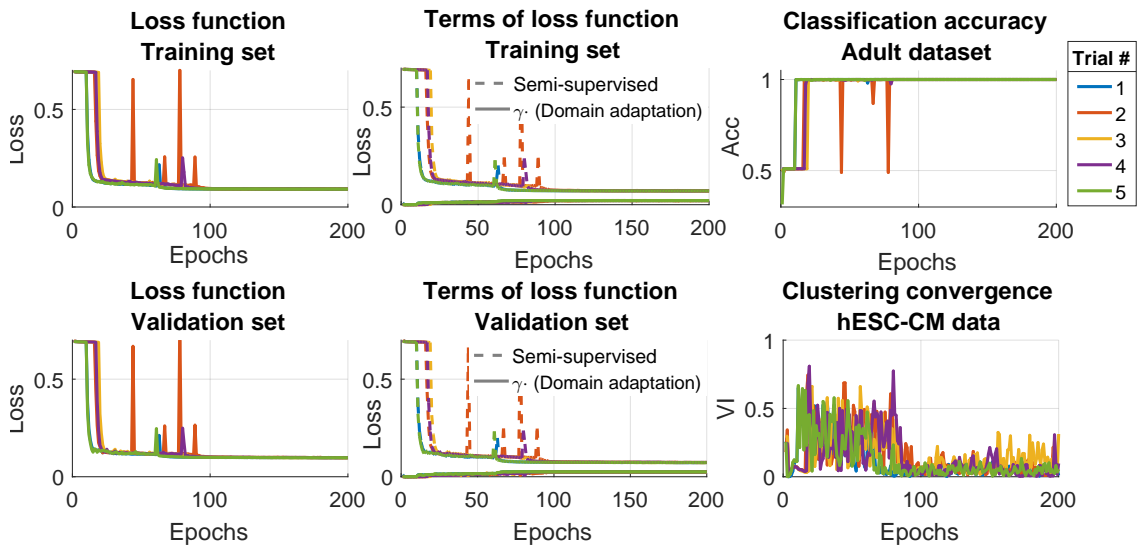 Loss function
Training set
Loss
0.5
0
0
100
200
Epochs
Terms of loss function
Training set
Semi-supervised
γ· (Domain adaptation)
Loss
0.5
0
0
50
100
150
200
Epochs
Classification accuracy
Adult dataset
Acc
1
0.5
0
100
200
Epochs
Trial #
1
2
3
4
5
Loss function
Validation set
Loss
0.5
0
0
100
200
Epochs
Terms of loss function
Validation set
Semi-supervised
γ· (Domain adaptation)
Loss
0.5
0
0
50
100
150
200
Epochs
Clustering convergence
hESC-CM data
VI
1
0.5
0
0
100
200
Epochs